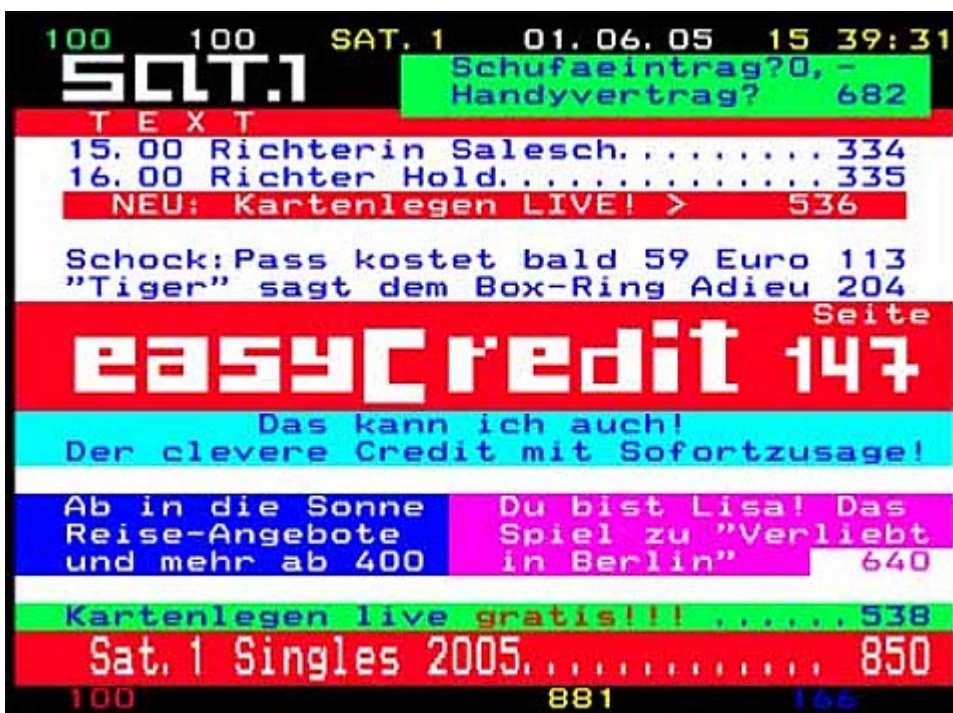 100 100 SAT. 1 01. 06. 05 15 39:31
SAT.1
Schufaeintrag?0,-
Handyvertrag? 682
TEXT
15. 00 Richterin Salesch.......... 334
16. 00 Richter Hold............... 335
NEU: Kartenlegen LIVE! > 536
Schock:Pass kostet bald 59 Euro 113
"Tiger" sagt dem Box-Ring Adieu 204
Seite
easyCredit 147
Das kann ich auch!
Der clevere Credit mit Sofortzusage!
Ab in die Sonne
Reise-Angebote
und mehr ab 400
Du bist Lisa! Das
Spiel zu "Verliebt
in Berlin" 640
Kartenlegen live gratis!!! ...... 538
Sat. 1 Singles 2005.............. 850
100 881 166